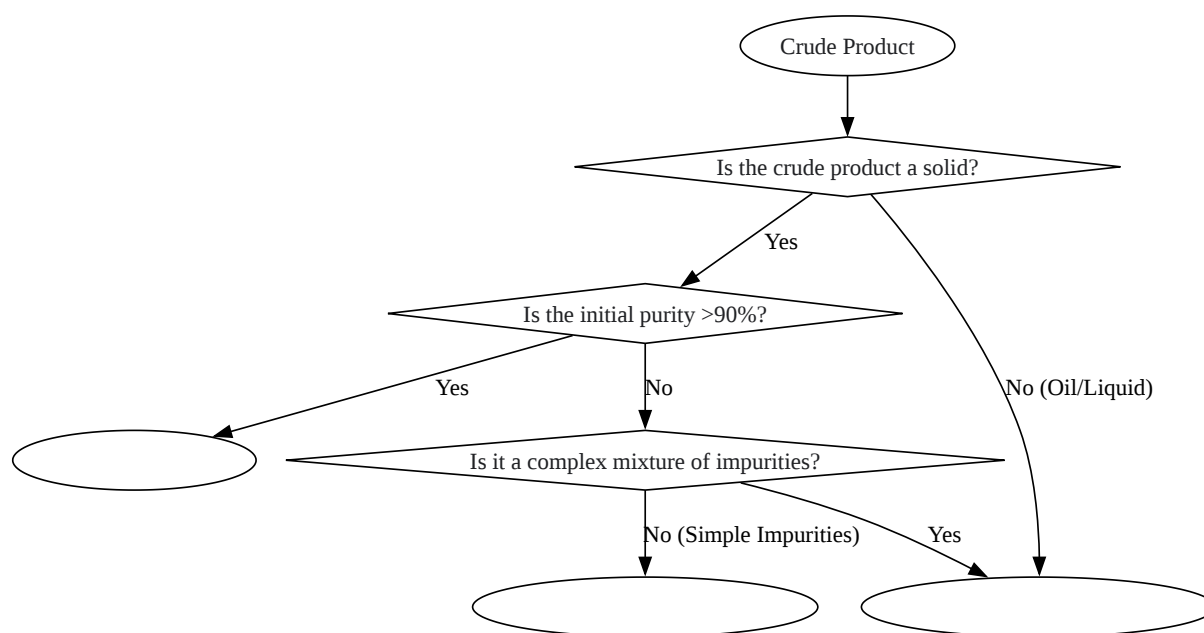 Crude Product
Is the crude product a solid?
Yes
Is the initial purity >90%?
Yes
No
No (Oil/Liquid)
Is it a complex mixture of impurities?
No (Simple Impurities)
Yes